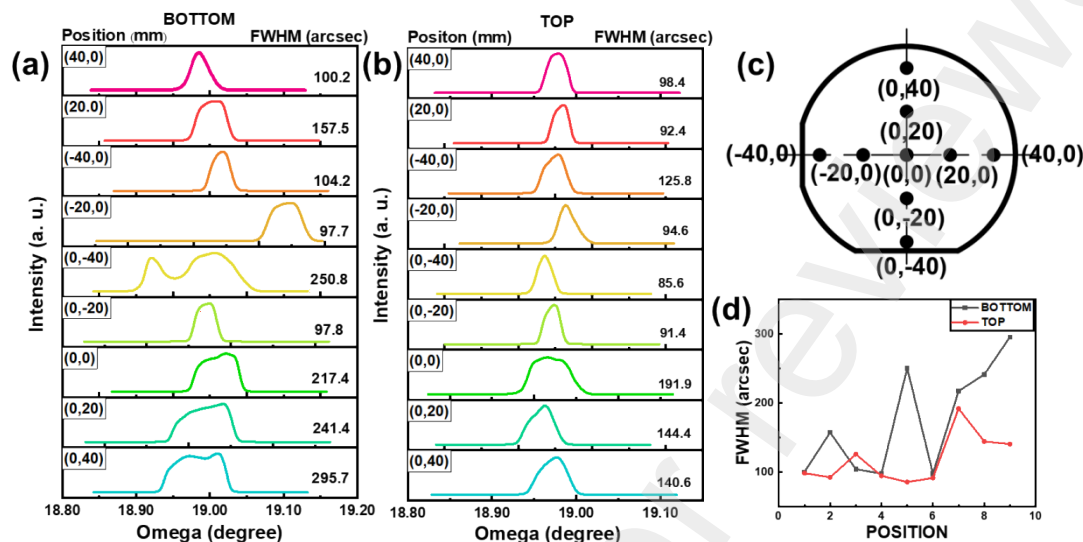 BOTTOM
(a) Position (mm) FWHM (arcsec)
(40,0) 100.2
(20.0) 157.5
(-40,0) 104.2
(-20,0) 97.7
(0,-40) 250.8
(0,-20) 97.8
(0,0) 217.4
(0,20) 241.4
(0,40) 295.7
Intensity (a. u.)
18.80 18.90 19.00 19.10 19.20
Omega (degree)
TOP
(b) Positon (mm) FWHM (arcsec)
(40,0) 98.4
(20,0) 92.4
(-40,0) 125.8
(-20,0) 94.6
(0,-40) 85.6
(0,-20) 91.4
(0,0) 191.9
(0,20) 144.4
(0,40) 140.6
Intensity (a. u.)
18.80 18.90 19.00 19.10
Omega (degree)
(c)
(0,40)
(0,20)
(-40,0) (40,0)
(-20,0) (0,0) (20,0)
(0,-20)
(0,-40)
(d)
BOTTOM
TOP
300
250
200
150
100
FWHM (arcsec)
0 2 4 6 8 10
POSITION
or review